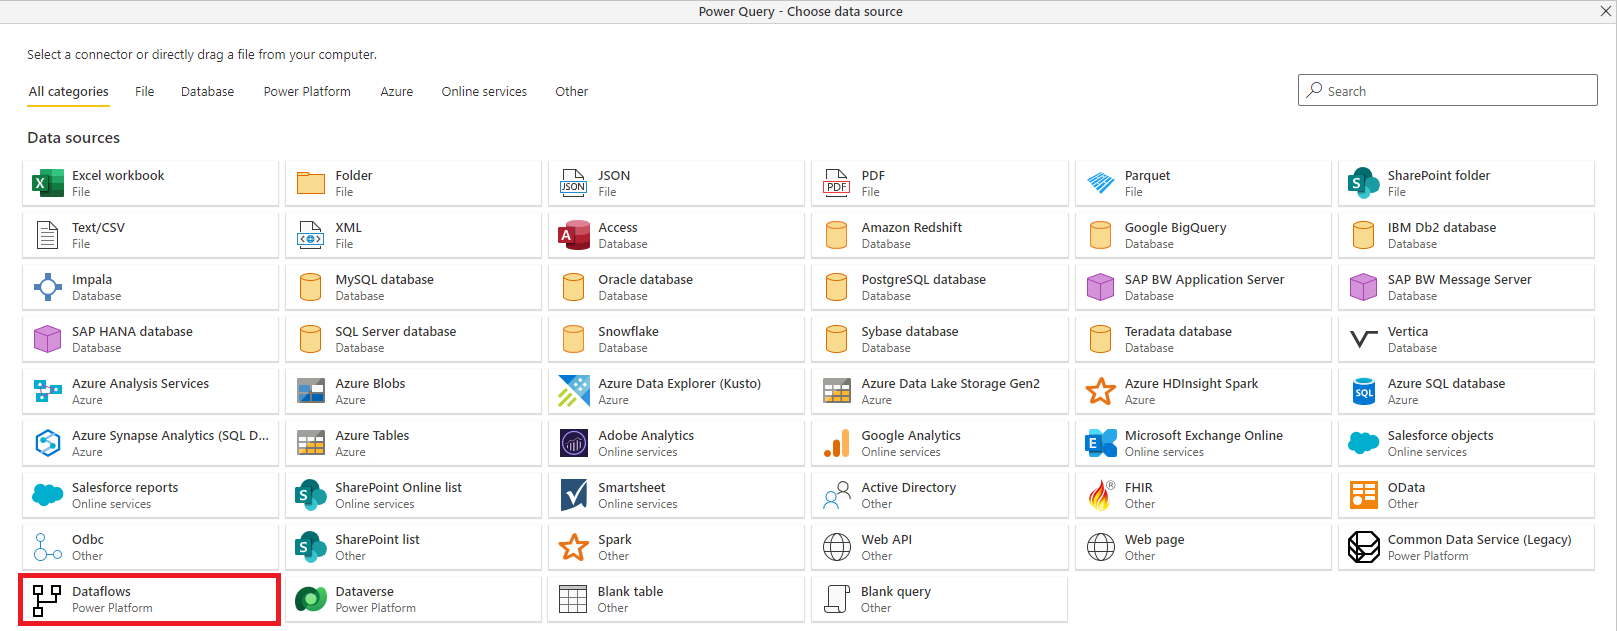 Power Query - Choose data source
Select a connector or directly drag a file from your computer.
All categories File Database Power Platform Azure Online services Other
Search
Data sources
Excel workbook
File
Folder
File
JSON
JSON
File
PDF
PDF
File
Parquet
File
SharePoint folder
File
Text/CSV
File
XML
File
Access
Database
Amazon Redshift
Database
Google BigQuery
Database
IBM Db2 database
Database
Impala
Database
MySQL database
Database
Oracle database
Database
PostgreSQL database
Database
SAP BW Application Server
Database
SAP BW Message Server
Database
SAP HANA database
Database
SQL Server database
Database
Snowflake
Database
Sybase database
Database
Teradata database
Database
Vertica
Database
Azure Analysis Services
Azure
Azure Blobs
Azure
Azure Data Explorer (Kusto)
Azure
Azure Data Lake Storage Gen2
Azure
Azure HDInsight Spark
Azure
SQL
Azure SQL database
Azure
Azure Synapse Analytics (SQL D...
Azure
Azure Tables
Azure
Adobe Analytics
Online services
Google Analytics
Online services
Microsoft Exchange Online
Online services
Salesforce objects
Online services
Salesforce reports
Online services
SharePoint Online list
Online services
Smartsheet
Online services
Active Directory
Other
FHIR
Other
OData
Other
Odbc
Other
SharePoint list
Other
Spark
Other
Web API
Other
Web page
Other
Common Data Service (Legacy)
Power Platform
Dataflows
Power Platform
Dataverse
Power Platform
Blank table
Other
Blank query
Other